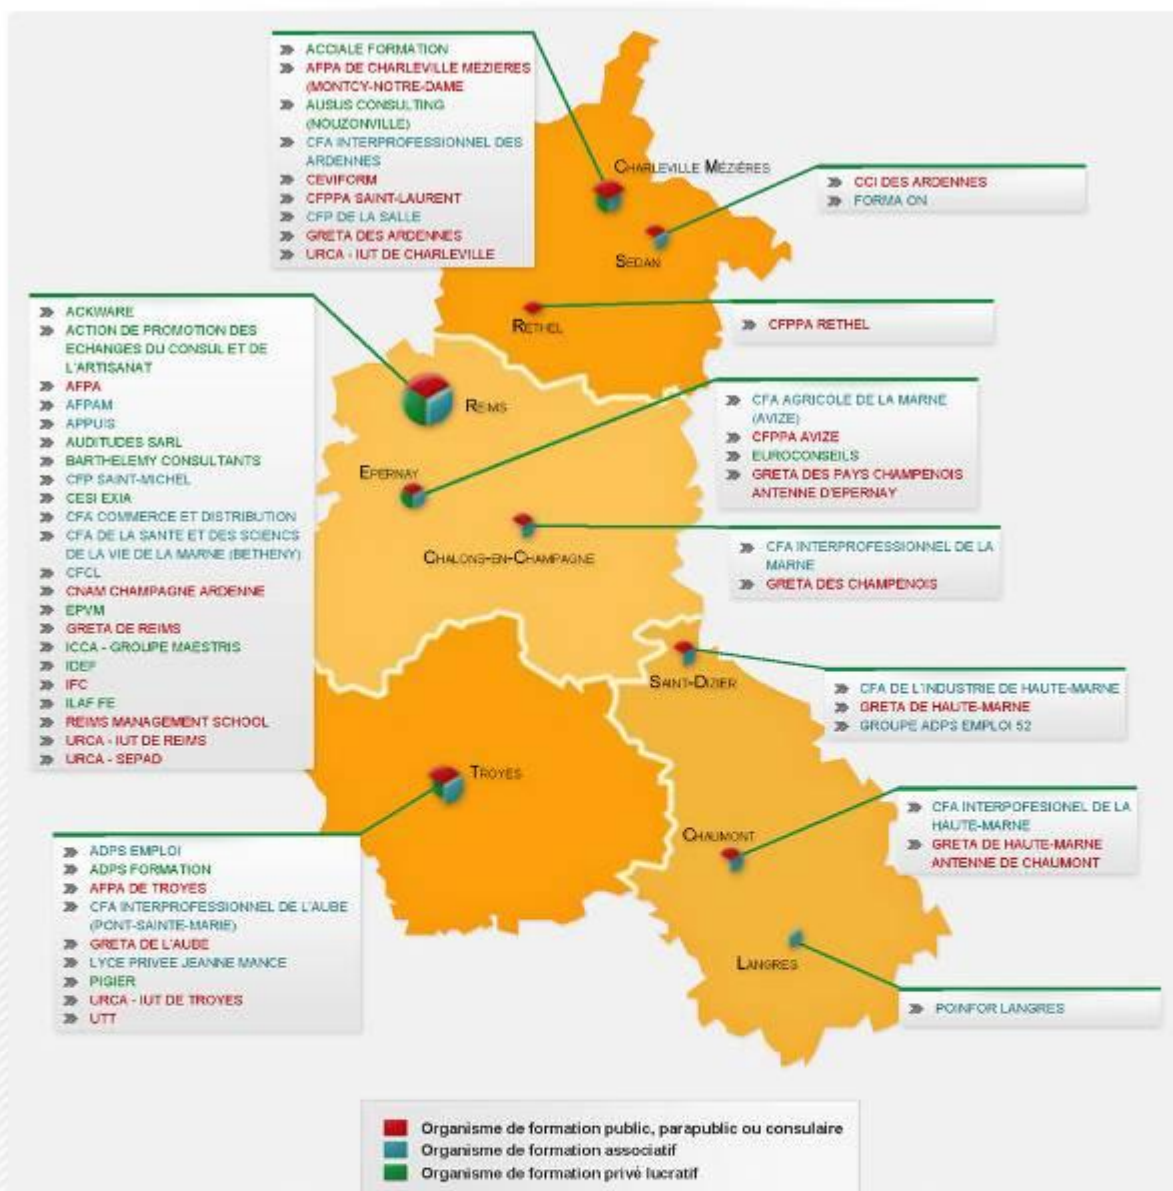 ACCIALE FORMATION
AFPA DE CHARLEVILLE MEZIERES
(MONTCY-NOTRE-DAME
AUSUS CONSULTING
(NOUZONVILLE)
CFA INTERPROFESSIONNEL DES
ARDENNES
CEVIFORM
CFPPA SAINT-LAURENT
CFP DE LA SALLE
GRETA DES ARDENNES
URCA - IUT DE CHARLEVILLE
CHARLEVILLE MÉZIÈRES
CCI DES ARDENNES
FORMA ON
SEDAN
RETHEL
CFPPA RETHEL
ACKWARE
ACTION DE PROMOTION DES
ECHANGES DU CONSUL ET DE
L'ARTISANAT
AFPA
AFPAM
APPUIS
AUDITUDES SARL
BARTHELEMY CONSULTANTS
CFP SAINT-MICHEL
CESI EXIA
CFA COMMERCE ET DISTRIBUTION
CFA DE LA SANTE ET DES SCIENCS
DE LA VIE DE LA MARNE (BETHENY)
CFCL
CNAM CHAMPAGNE ARDENNE
EPVM
GRETA DE REIMS
ICCA - GROUPE MAESTRIS
IDEF
IFC
ILAF FE
REIMS MANAGEMENT SCHOOL
URCA - IUT DE REIMS
URCA - SEPAD
REIMS
EPERNAY
CFA AGRICOLE DE LA MARNE
(AVIZE)
CFPPA AVIZE
EUROCONSEILS
GRETA DES PAYS CHAMPENOIS
ANTENNE D'EPERNAY
CHALONS-EN-CHAMPAGNE
CFA INTERPROFESSIONNEL DE LA
MARNE
GRETA DES CHAMPENOIS
SAINT-DIZIER
CFA DE L'INDUSTRIE DE HAUTE-MARNE
GRETA DE HAUTE-MARNE
GROUPE ADPS EMPLOI 52
TROYES
ADPS EMPLOI
ADPS FORMATION
AFPA DE TROYES
CFA INTERPROFESSIONNEL DE L'AUBE
(PONT-SAINTE-MARIE)
GRETA DE L'AUBE
LYCE PRIVEE JEANNE MANCE
PIGIER
URCA - IUT DE TROYES
UTT
CHAUMONT
CFA INTERPOFESIONEL DE LA
HAUTE-MARNE
GRETA DE HAUTE-MARNE
ANTENNE DE CHAUMONT
LANGRES
POINFOR LANGRES
Organisme de formation public, parapublic ou consulaire
Organisme de formation associatif
Organisme de formation privé lucratif